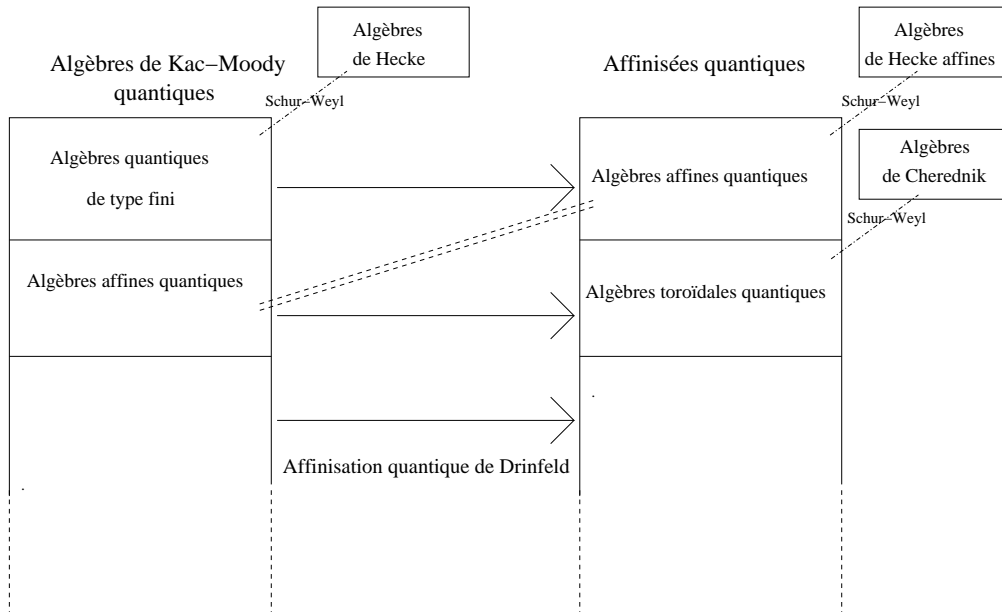 Algèbres
de Hecke
Algèbres de Kac−Moody
quantiques
Schur−Weyl
Algèbres quantiques
de type fini
Algèbres affines quantiques
Affinisation quantique de Drinfeld
Affinisées quantiques
Algèbres
de Hecke affines
Schur−Weyl
Algèbres affines quantiques
Algèbres
de Cherednik
Schur−Weyl
Algèbres toroïdales quantiques